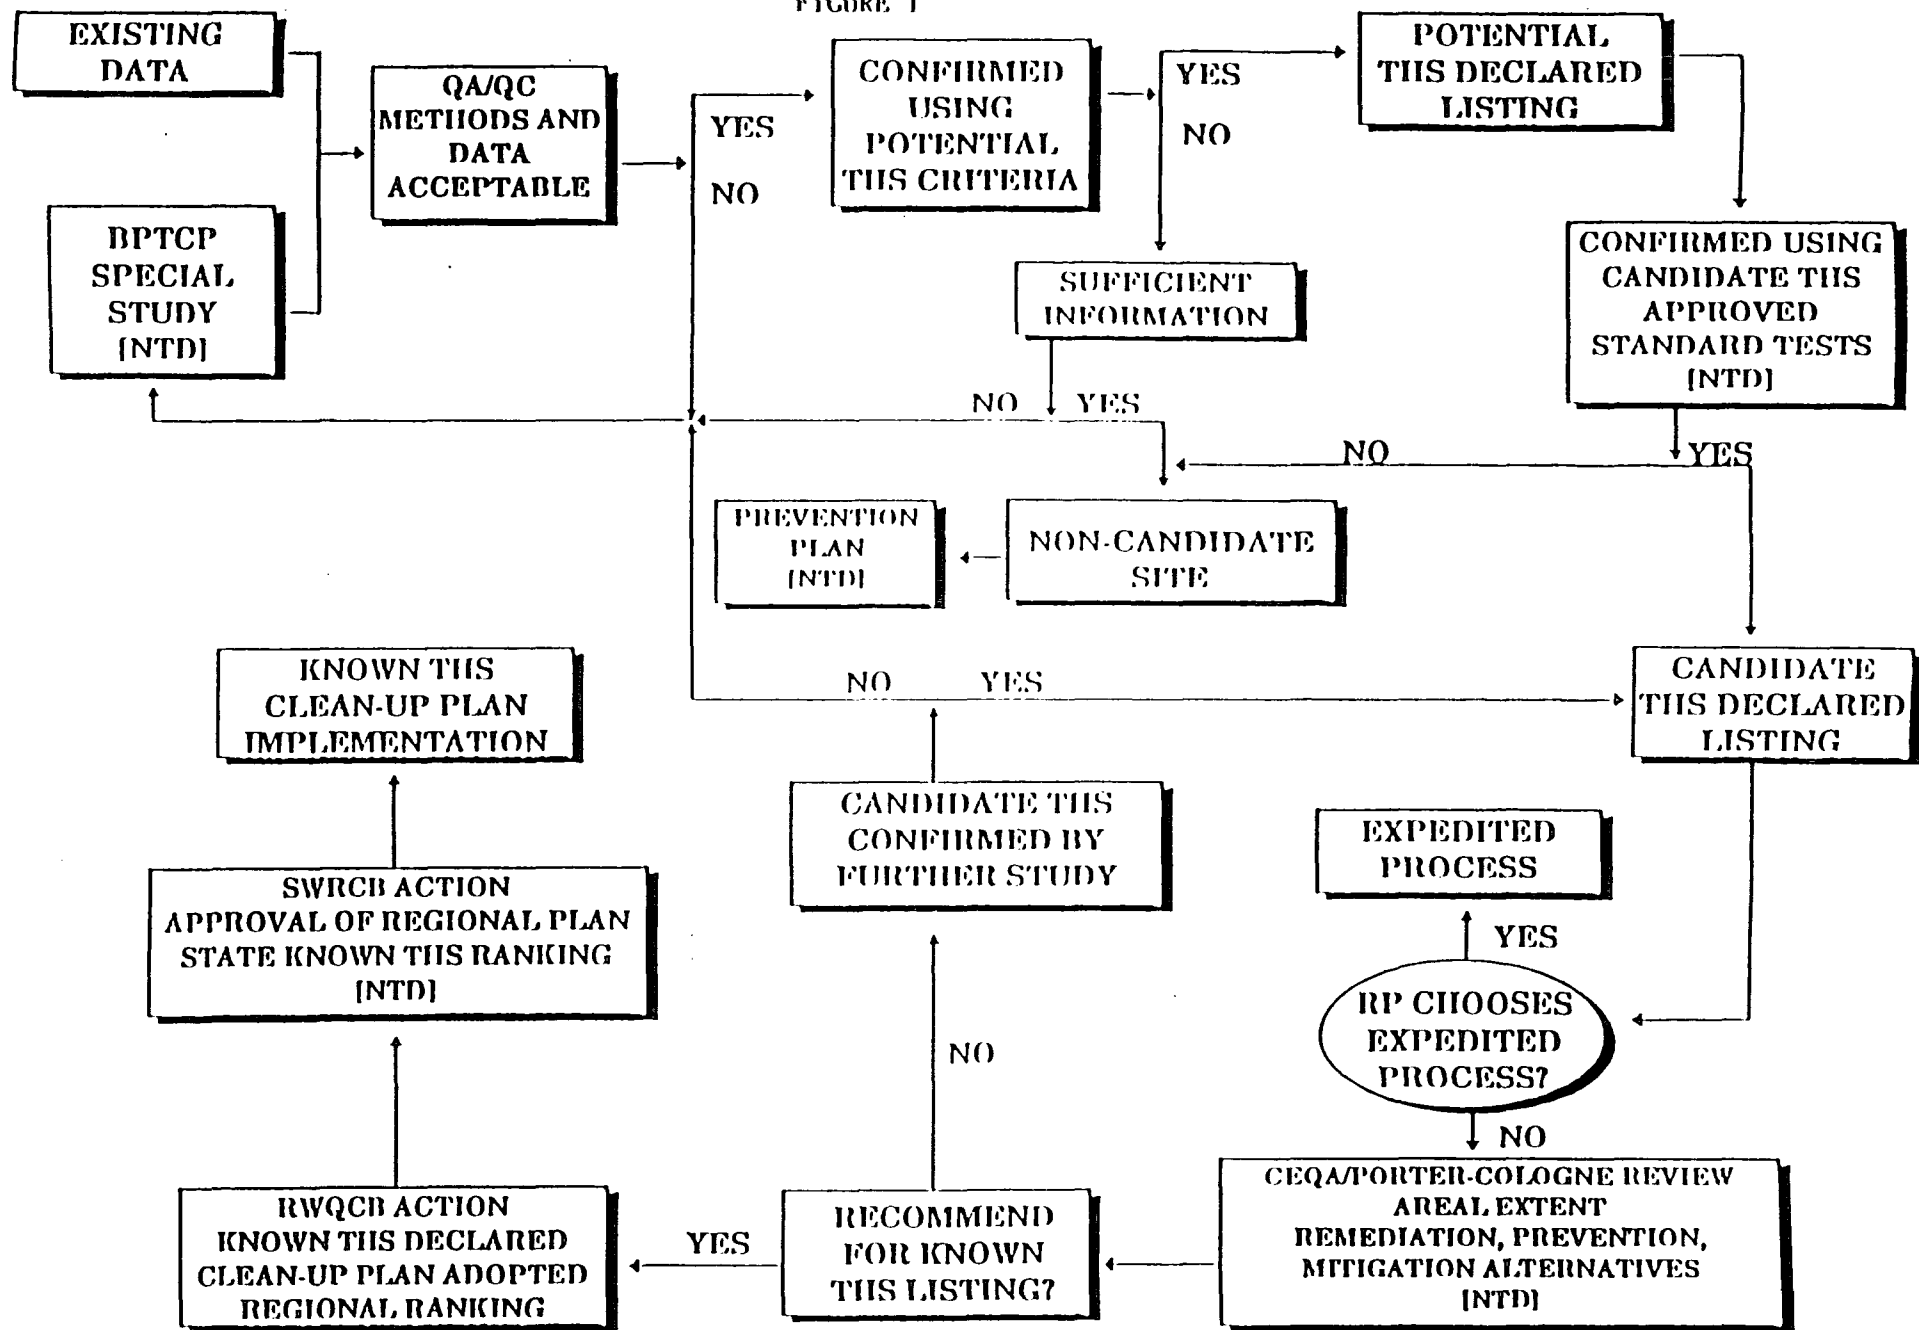 FIGURE 1
EXISTING
DATA
QA/QC
METHODS AND
DATA
ACCEPTABLE
BPTCP
SPECIAL
STUDY
[NTD]
YES
NO
CONFIRMED
USING
POTENTIAL
THS CRITERIA
YES
NO
POTENTIAL
THS DECLARED
LISTING
SUFFICIENT
INFORMATION
NO YES
CONFIRMED USING
CANDIDATE THS
APPROVED
STANDARD TESTS
[NTD]
NO
YES
PREVENTION
PLAN
[NTD]
NON-CANDIDATE
SITE
KNOWN THS
CLEAN-UP PLAN
IMPLEMENTATION
NO YES
CANDIDATE
THS DECLARED
LISTING
CANDIDATE THS
CONFIRMED BY
FURTHER STUDY
EXPEDITED
PROCESS
YES
SWRCB ACTION
APPROVAL OF REGIONAL PLAN
STATE KNOWN THS RANKING
[NTD]
RP CHOOSES
EXPEDITED
PROCESS?
NO
NO
RWQCB ACTION
KNOWN THS DECLARED
CLEAN-UP PLAN ADOPTED
REGIONAL RANKING
YES
RECOMMEND
FOR KNOWN
THS LISTING?
CEQA/PORTER-COLOGNE REVIEW
AREAL EXTENT
REMEDIATION, PREVENTION,
MITIGATION ALTERNATIVES
[NTD]